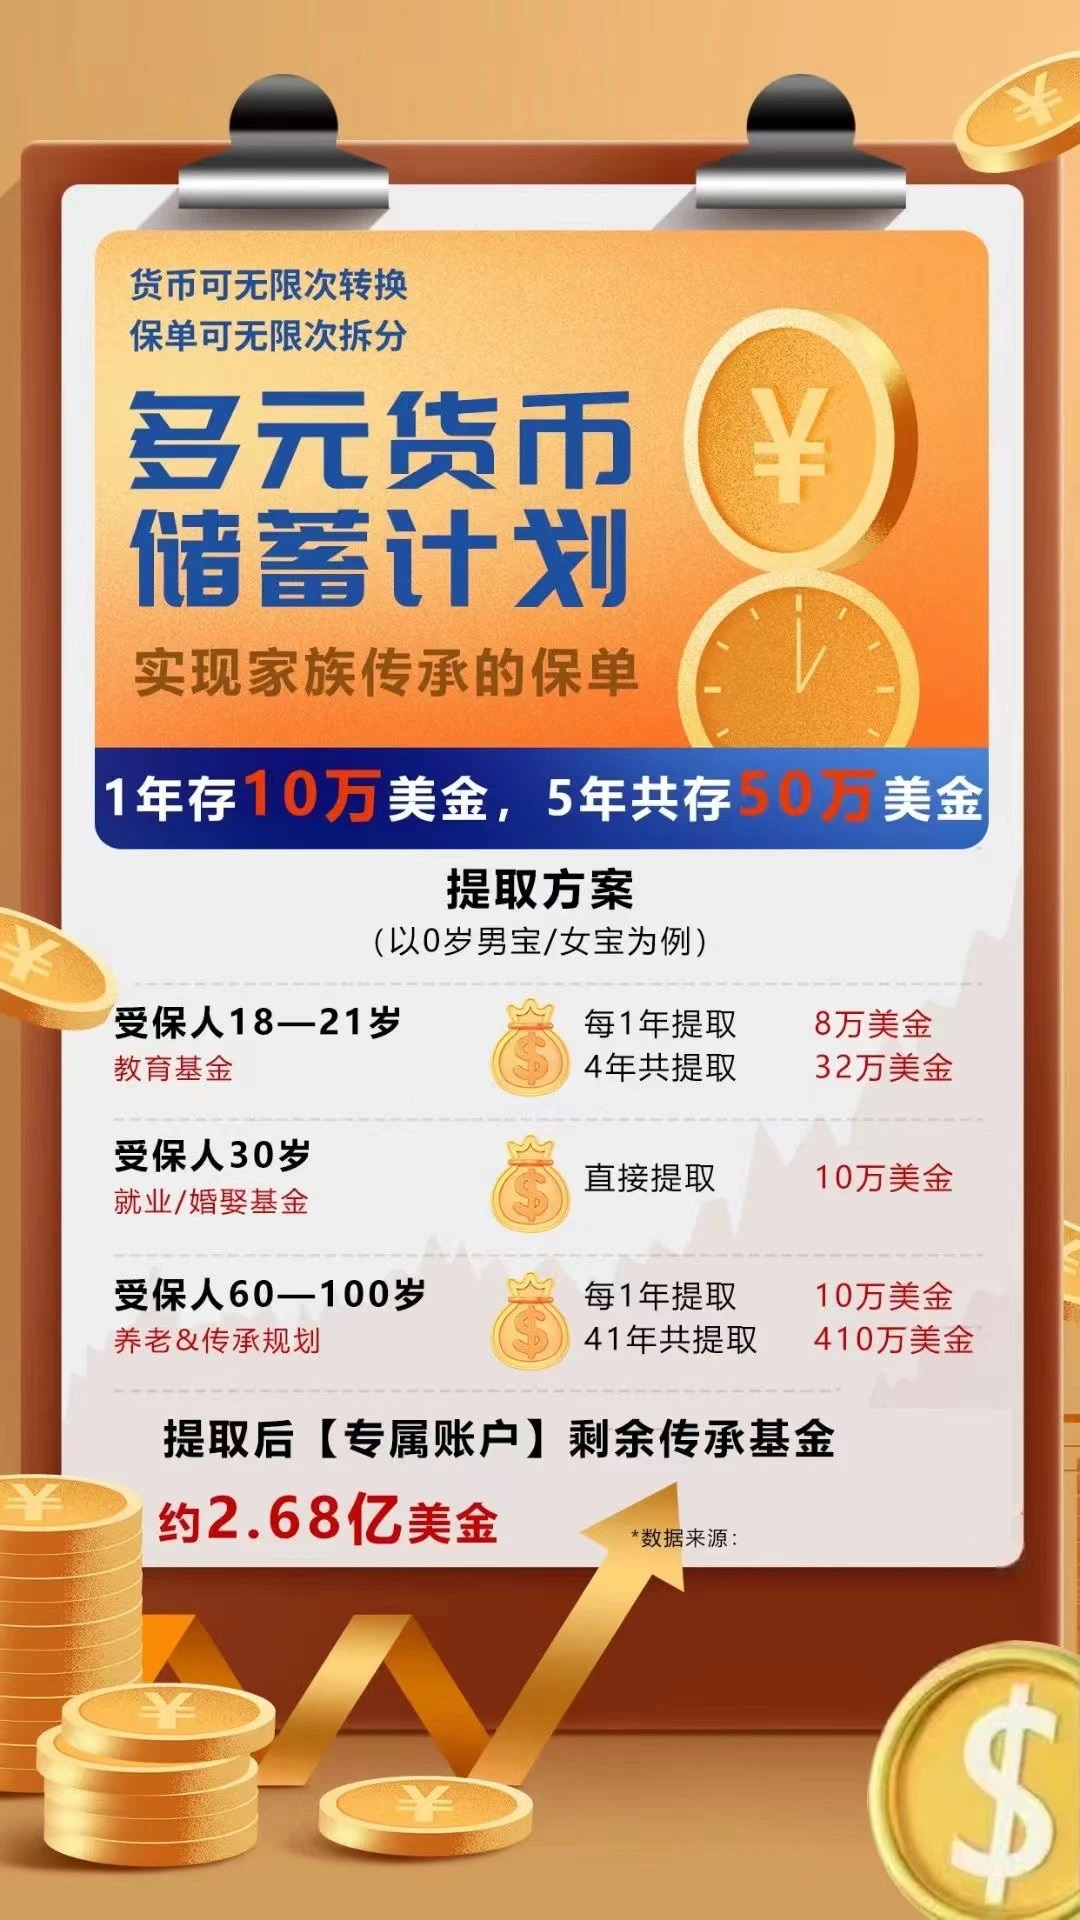 货币可无限次转换
保单可无限次拆分
多元货币
储蓄计划
实现家族传承的保单
1年存10万美金，5年共存50万美金
提取方案
（以0岁男宝/女宝为例）
受保人18—21岁
教育基金
每1年提取 8万美金
4年共提取 32万美金
受保人30岁
就业/婚娶基金
直接提取 10万美金
受保人60—100岁
养老&传承规划
每1年提取 10万美金
41年共提取 410万美金
提取后【专属账户】剩余传承基金
约2.68亿美金
*数据来源：